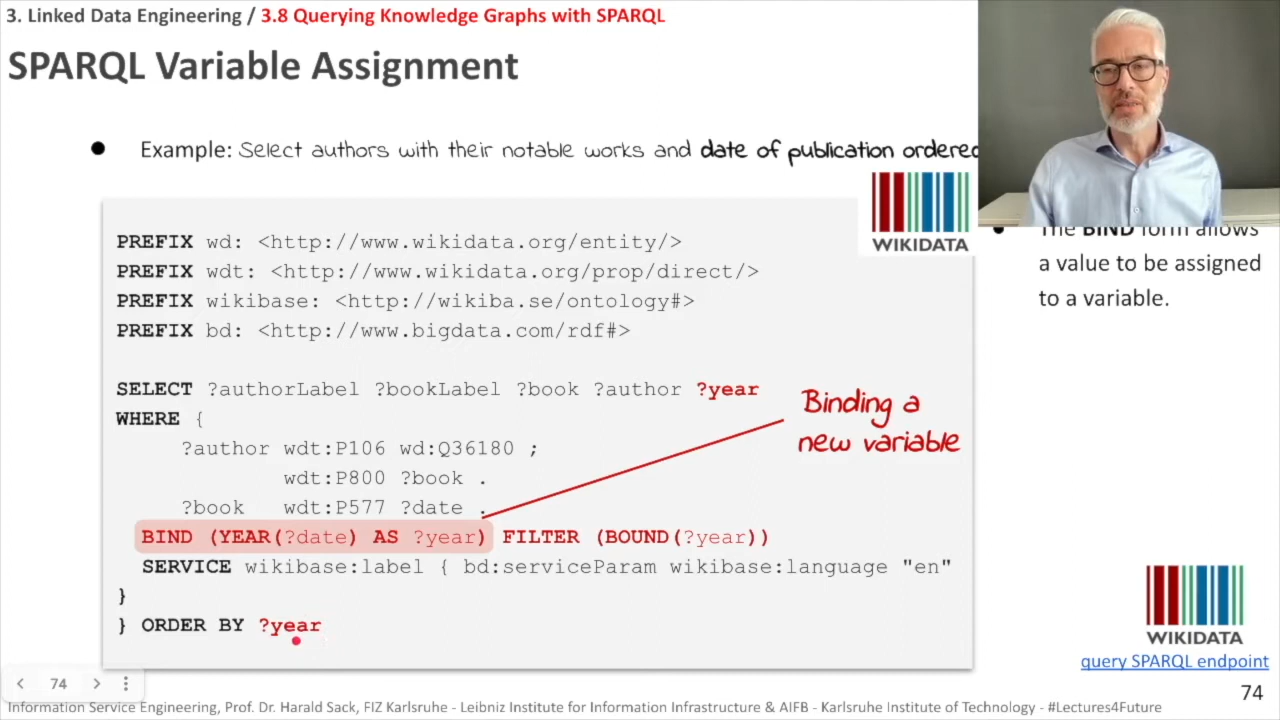 3. Linked Data Engineering / 3.8 Querying Knowledge Graphs with SPARQL
SPARQL Variable Assignment
● Example: Select authors with their notable works and date of publication ordered
WIKIDATA
PREFIX wd: <http://www.wikidata.org/entity/>
PREFIX wdt: <http://www.wikidata.org/prop/direct/>
PREFIX wikibase: <http://wikiba.se/ontology#>
PREFIX bd: <http://www.bigdata.com/rdf#>
SELECT ?authorLabel ?bookLabel ?book ?author ?year
WHERE {
?author wdt:P106 wd:Q36180 ;
wdt:P800 ?book .
?book wdt:P577 ?date .
BIND (YEAR(?date) AS ?year) FILTER (BOUND(?year))
SERVICE wikibase:label { bd:serviceParam wikibase:language "en"
}
} ORDER BY ?year
Binding a
new variable
● The BIND form allows
a value to be assigned
to a variable.
WIKIDATA
query SPARQL endpoint
74
74
Information Service Engineering, Prof. Dr. Harald Sack, FIZ Karlsruhe - Leibniz Institute for Information Infrastructure & AIFB - Karlsruhe Institute of Technology - #Lectures4Future